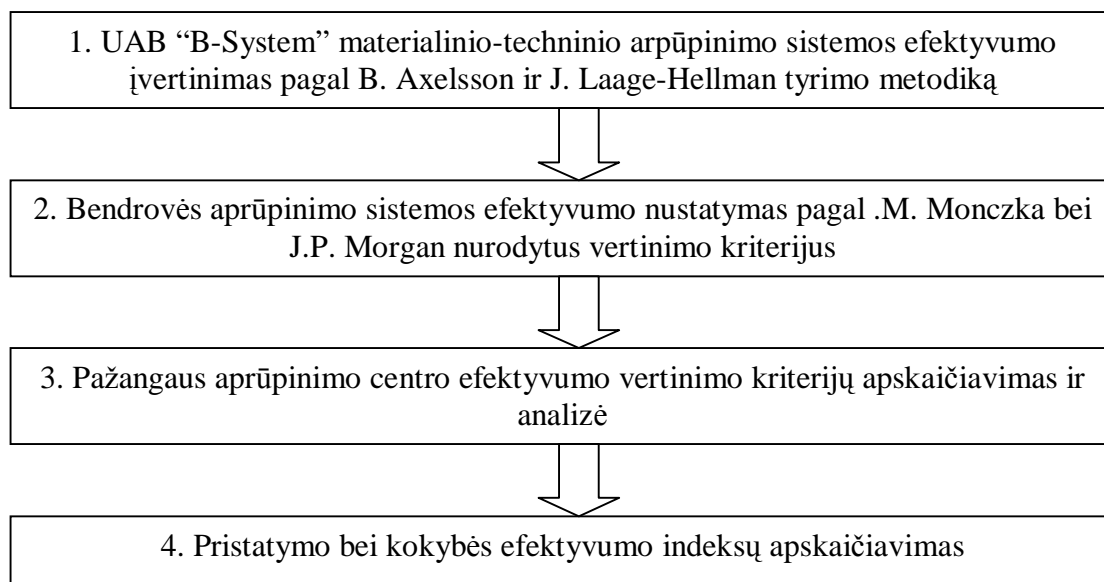 1. UAB “B-System” materialinio-techninio arpūpinimo sistemos efektyvumo
įvertinimas pagal B. Axelsson ir J. Laage-Hellman tyrimo metodiką
2. Bendrovės aprūpinimo sistemos efektyvumo nustatymas pagal .M. Monczka bei
J.P. Morgan nurodytus vertinimo kriterijus
3. Pažangaus aprūpinimo centro efektyvumo vertinimo kriterijų apskaičiavimas ir
analizė
4. Pristatymo bei kokybės efektyvumo indeksų apskaičiavimas